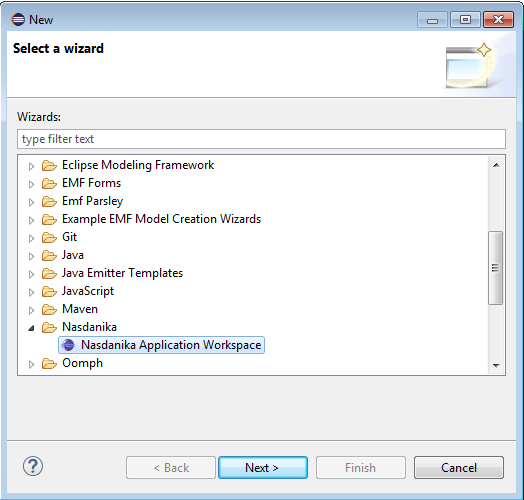 New
Select a wizard
Wizards:
type filter text
Eclipse Modeling Framework
EMF Forms
Emf Parsley
Example EMF Model Creation Wizards
Git
Java
Java Emitter Templates
JavaScript
Maven
Nasdanika
Nasdanika Application Workspace
Oomph
?
< Back Next > Finish Cancel